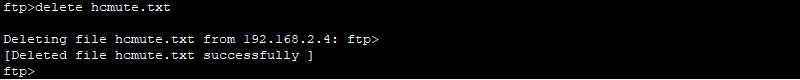 ftp>delete hcmute.txt
Deleting file hcmute.txt from 192.168.2.4: ftp>
[Deleted file hcmute.txt successfully ]
ftp>